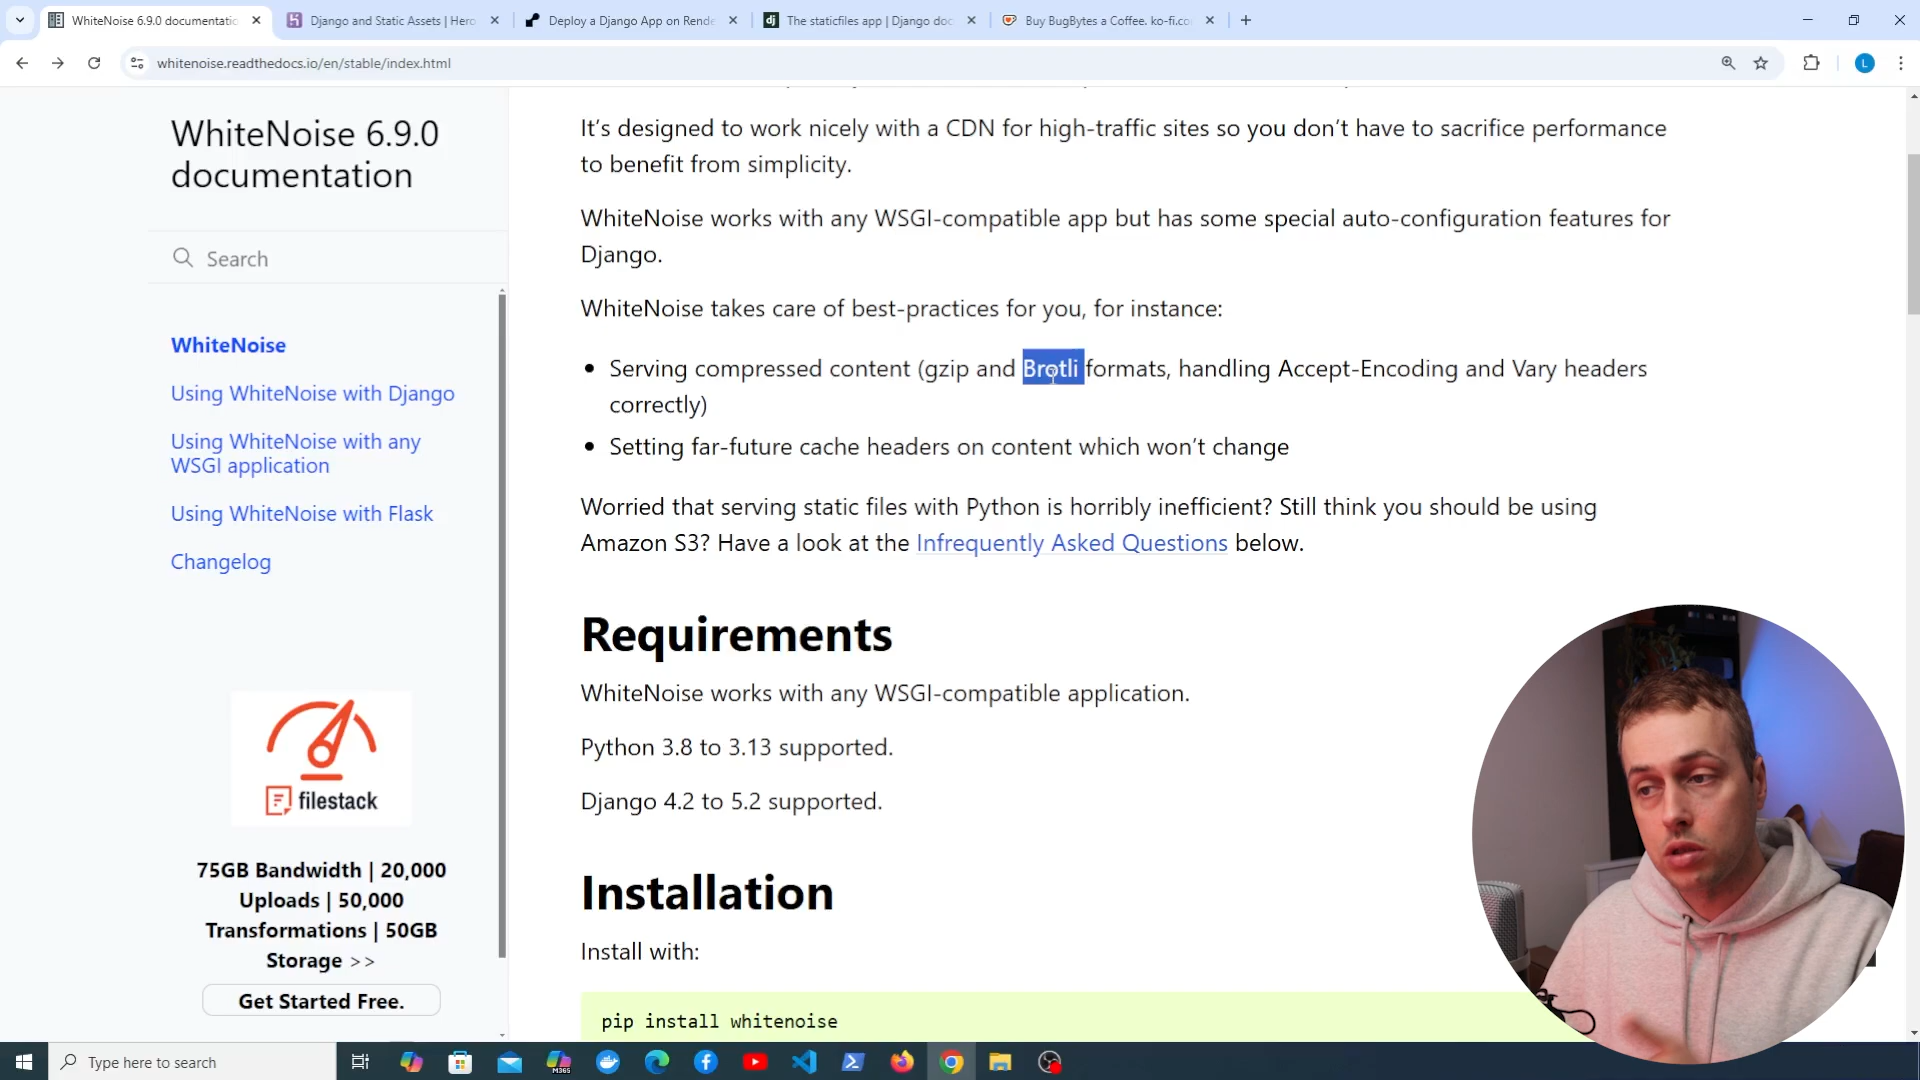 WhiteNoise 6.9.0 documentatio
Django and Static Assets | Hero
Deploy a Django App on Rende
The staticfiles app | Django doc
Buy BugBytes a Coffee. ko-fi.co
whitenoise.readthedocs.io/en/stable/index.html
L
WhiteNoise 6.9.0
documentation
Search
WhiteNoise
Using WhiteNoise with Django
Using WhiteNoise with any
WSGI application
Using WhiteNoise with Flask
Changelog
filestack
75GB Bandwidth | 20,000
Uploads | 50,000
Transformations | 50GB
Storage >>
Get Started Free.
It's designed to work nicely with a CDN for high-traffic sites so you don't have to sacrifice performance
to benefit from simplicity.
WhiteNoise works with any WSGI-compatible app but has some special auto-configuration features for
Django.
WhiteNoise takes care of best-practices for you, for instance:
• Serving compressed content (gzip and Brotli formats, handling Accept-Encoding and Vary headers
correctly)
• Setting far-future cache headers on content which won't change
Worried that serving static files with Python is horribly inefficient? Still think you should be using
Amazon S3? Have a look at the Infrequently Asked Questions below.
Requirements
WhiteNoise works with any WSGI-compatible application.
Python 3.8 to 3.13 supported.
Django 4.2 to 5.2 supported.
Installation
Install with:
pip install whitenoise
Type here to search
M365